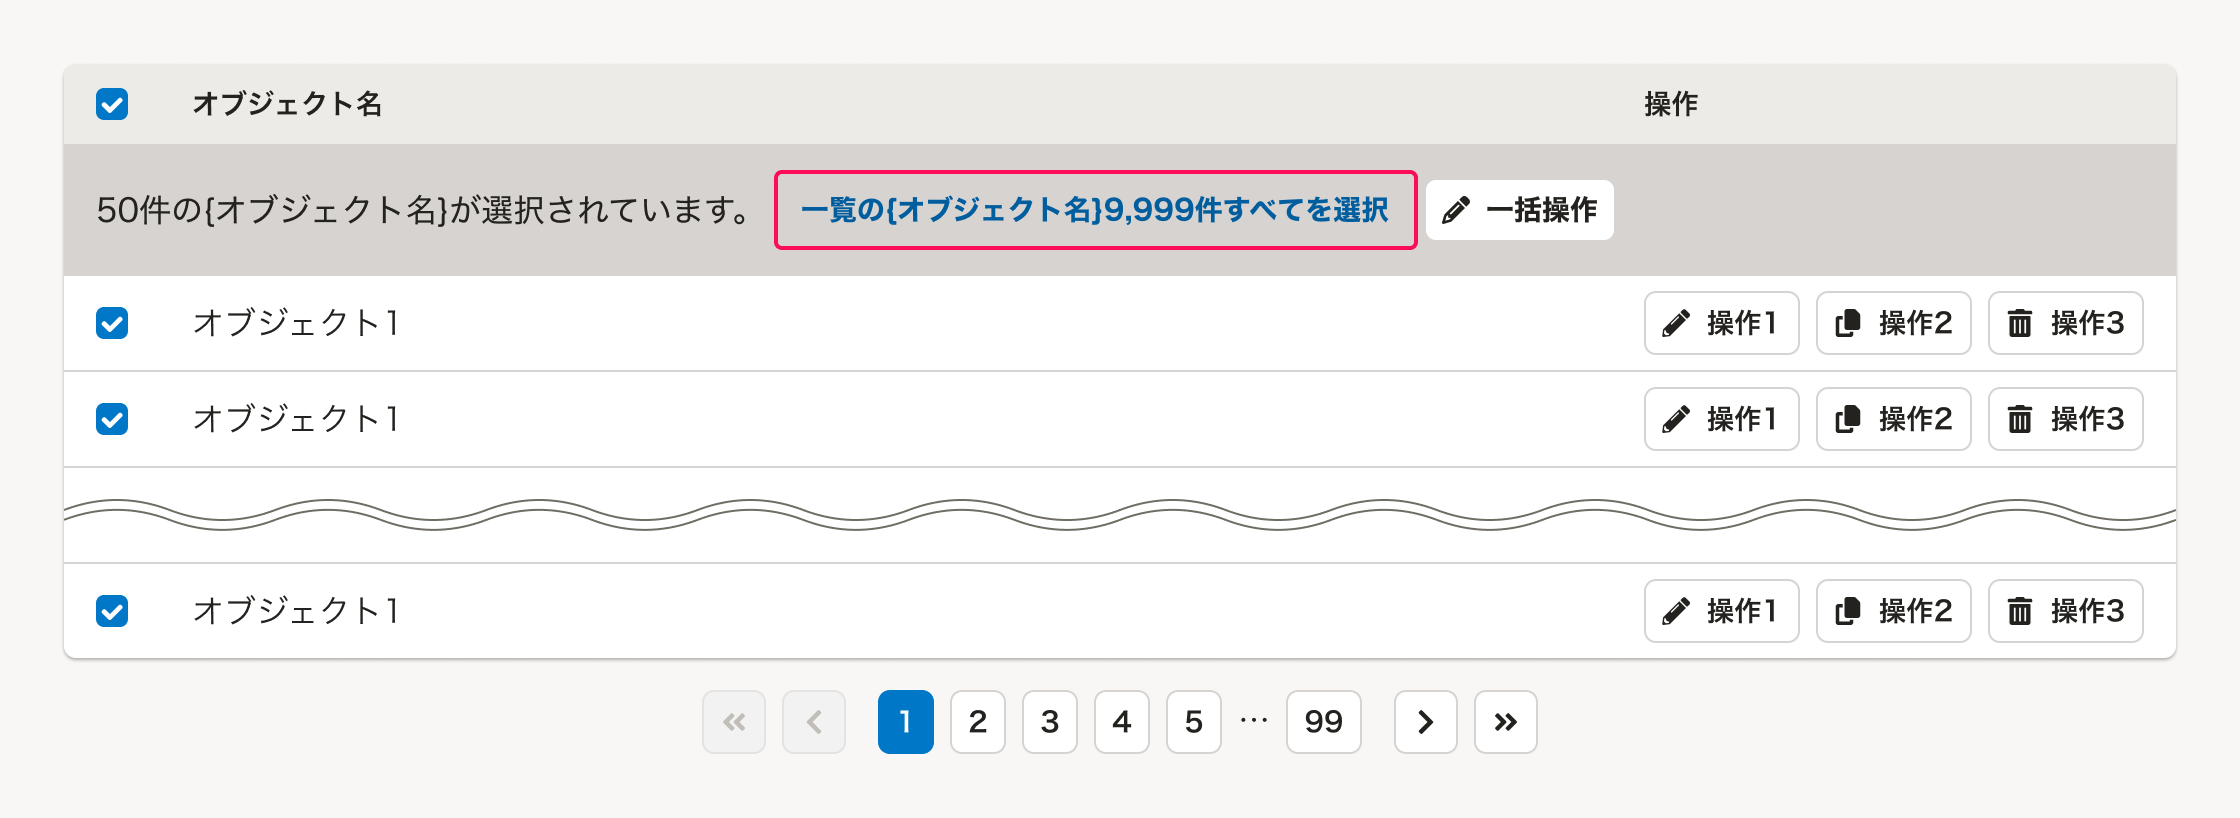 オブジェクト名 操作
50件の{オブジェクト名}が選択されています。 一覧の{オブジェクト名}9,999件すべてを選択 一括操作
オブジェクト1 操作1 操作2 操作3
オブジェクト1 操作1 操作2 操作3
オブジェクト1 操作1 操作2 操作3
1 2 3 4 5 … 99